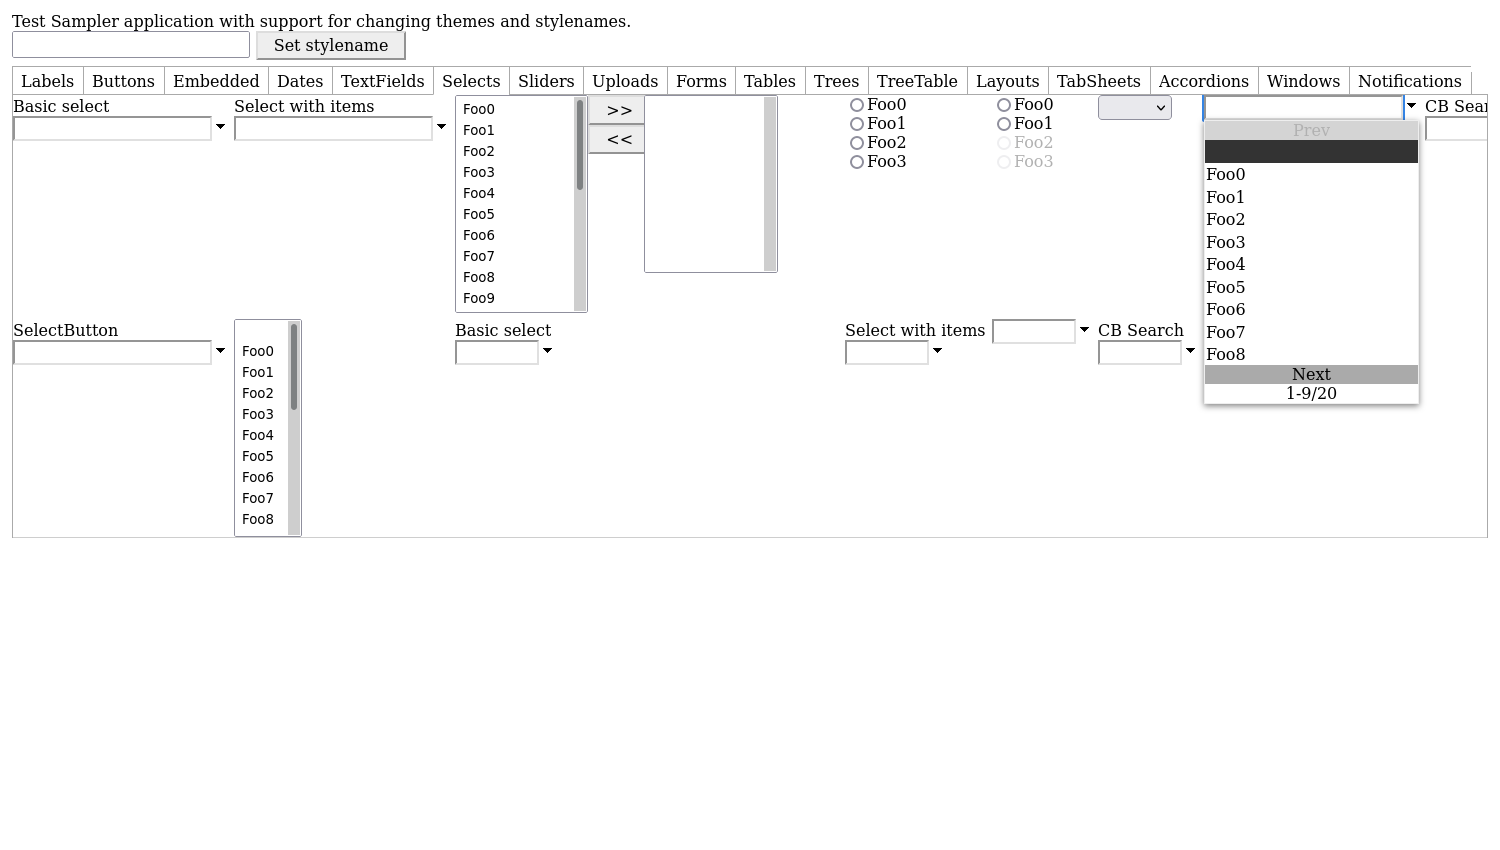 Test Sampler application with support for changing themes and stylenames.
Set stylename
Labels Buttons Embedded Dates TextFields Selects Sliders Uploads Forms Tables Trees TreeTable Layouts TabSheets Accordions Windows Notifications
Basic select
Select with items
Foo0
Foo1
Foo2
Foo3
Foo4
Foo5
Foo6
Foo7
Foo8
Foo9
>>
<<
Foo0
Foo1
Foo2
Foo3
Foo0
Foo1
Foo2
Foo3
Prev
Foo0
Foo1
Foo2
Foo3
Foo4
Foo5
Foo6
Foo7
Foo8
Next
1-9/20
CB Sear
SelectButton
Foo0
Foo1
Foo2
Foo3
Foo4
Foo5
Foo6
Foo7
Foo8
Basic select
Select with items
CB Search